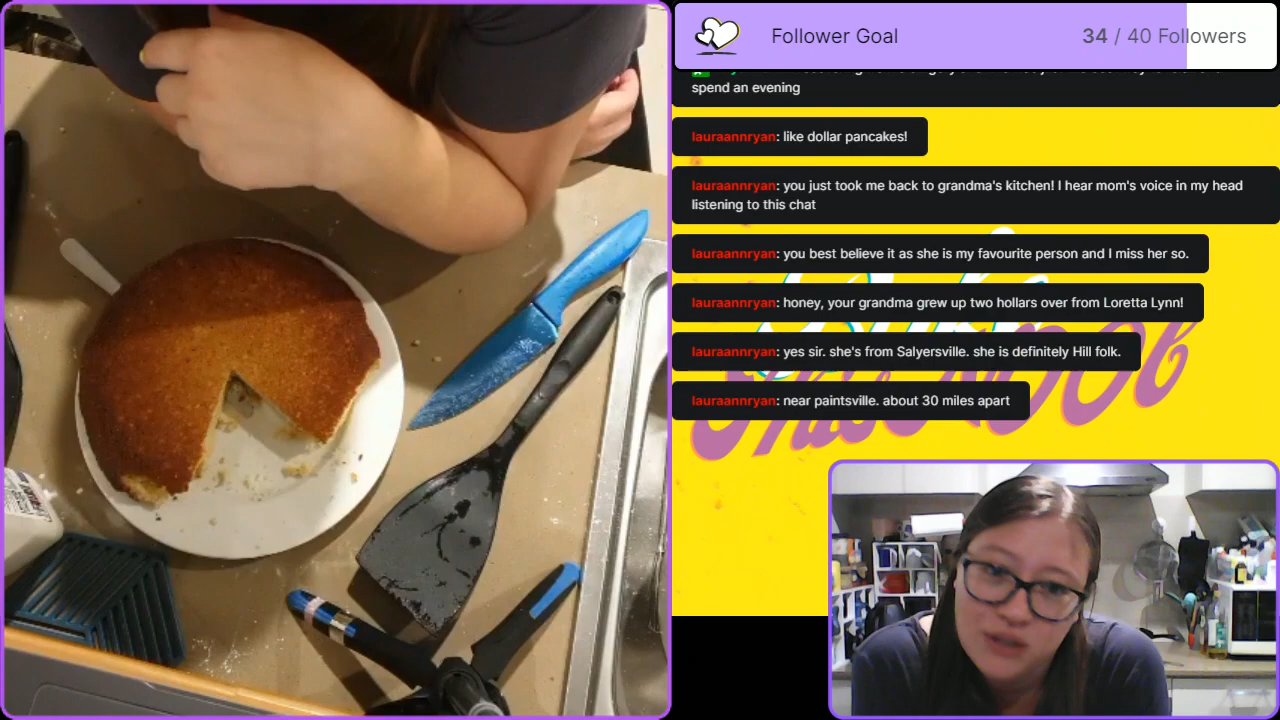 Follower Goal
34 / 40 Followers
spend an evening
lauraannryan: like dollar pancakes!
lauraannryan: you just took me back to grandma's kitchen! I hear mom's voice in my head
listening to this chat
lauraannryan: you best believe it as she is my favourite person and I miss her so.
lauraannryan: honey, your grandma grew up two hollars over from Loretta Lynn!
lauraannryan: yes sir. she's from Salyersville. she is definitely Hill folk.
lauraannryan: near paintsville. about 30 miles apart